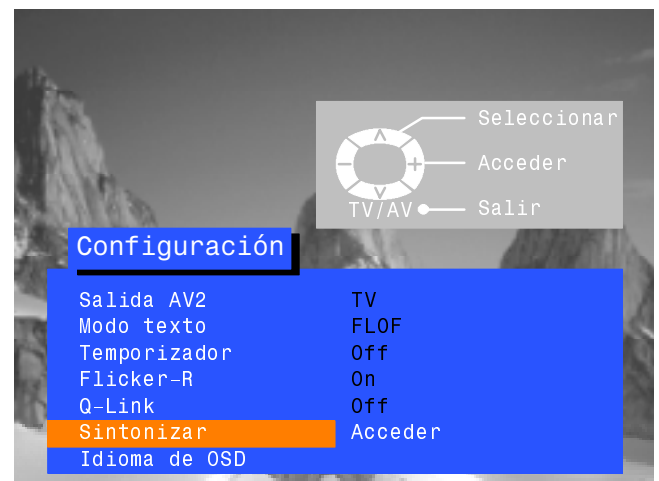 Seleccionar
Acceder
TV/AV Salir
Configuración
Salida AV2 TV
Modo texto FLOF
Temporizador Off
Flicker-R On
Q-Link Off
Sintonizar Acceder
Idioma de OSD